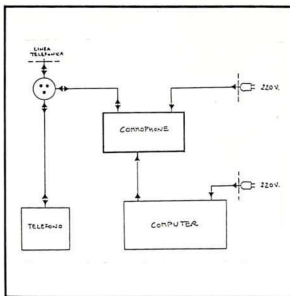 LINEA
TELEFONICA
220V.
COMMOPHONE
220V.
TELEFONO
COMPUTER